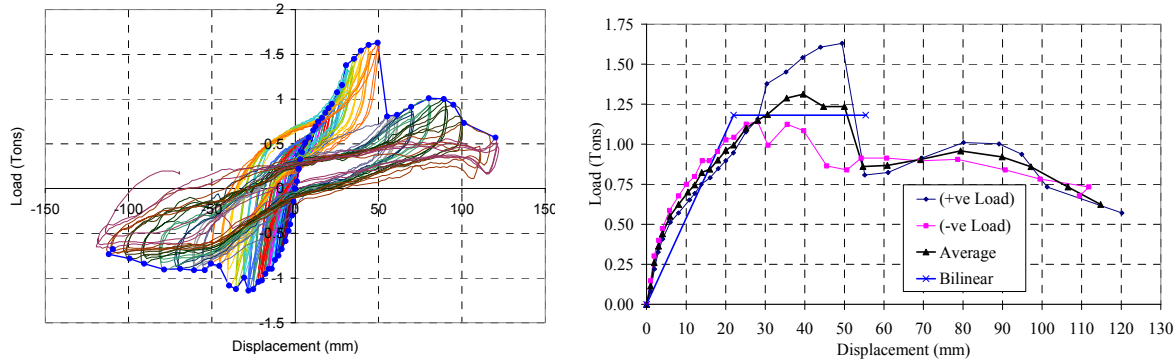 2
1.5
1
0.5
0
-0.5
-1
-1.5
-150
-100
-50
0
50
100
150
Load (Tons)
Displacement (mm)
1.75
1.50
1.25
1.00
0.75
0.50
0.25
0.00
0 10 20 30 40 50 60 70 80 90 100 110 120 130
Load (Tons)
Displacement (mm)
(+ve Load)
(-ve Load)
Average
Bilinear